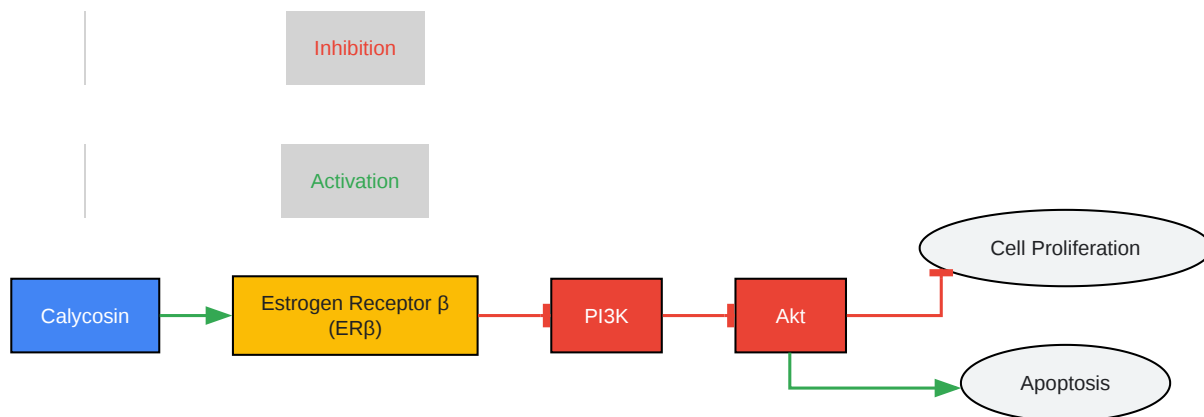 Inhibition
Activation
Cell Proliferation
Calycosin
Estrogen Receptor β
(ERβ)
PI3K
Akt
Apoptosis